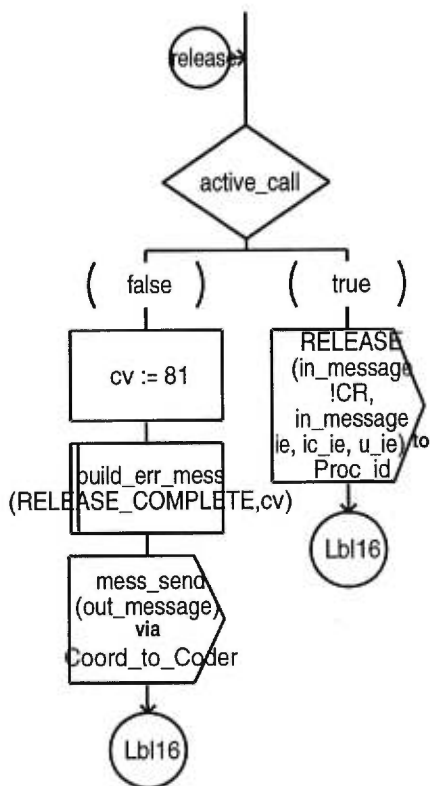 release
active_call
( false )
( true )
cv := 81
build_err_mess
(RELEASE_COMPLETE,cv)
mess_send
(out_message)
via
Coord_to_Coder
Lbl16
RELEASE
(in_message
!CR,
in_message
ie, ic_ie, u_ie) to
Proc_id
Lbl16